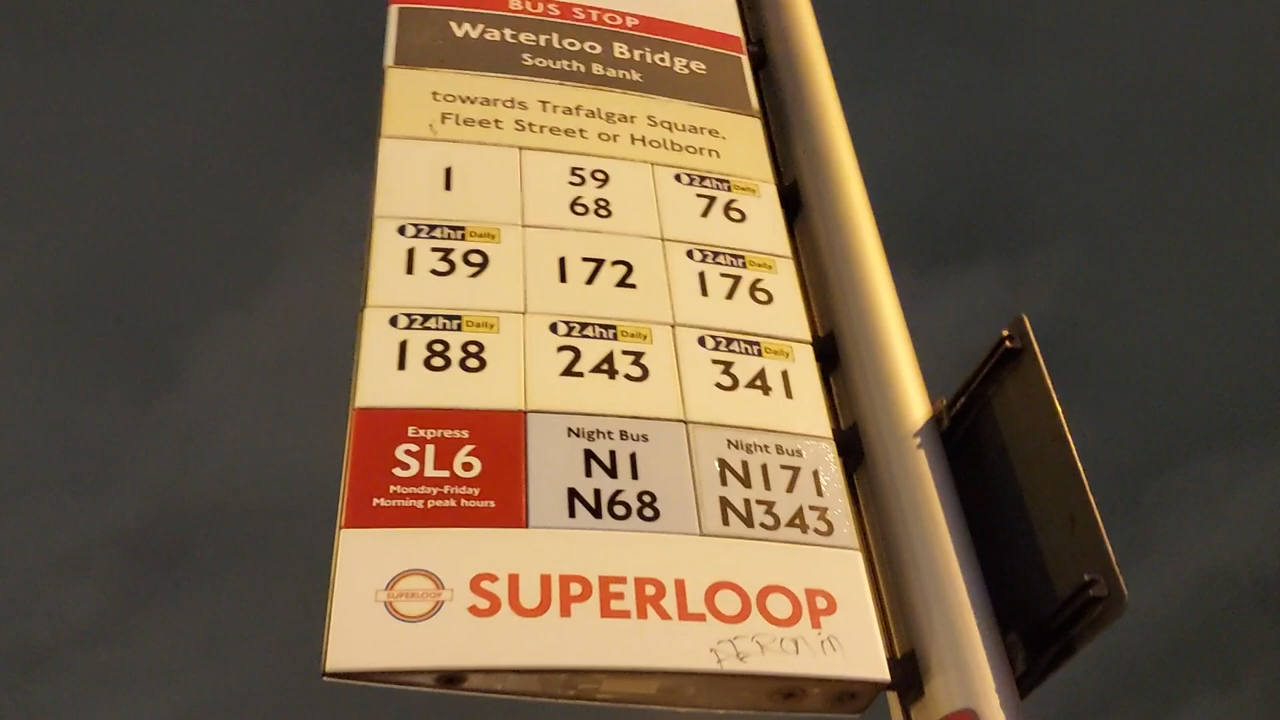 BUS STOP
Waterloo Bridge
South Bank
towards Trafalgar Square,
Fleet Street or Holborn
1
59
68
24hr Daily
76
24hr Daily
139
172
24hr Daily
176
24hr Daily
188
24hr Daily
243
24hr Daily
341
Express
SL6
Monday-Friday
Morning peak hours
Night Bus
N1
N68
Night Bus
N171
N343
SUPERLOOP
SUPERLOOP